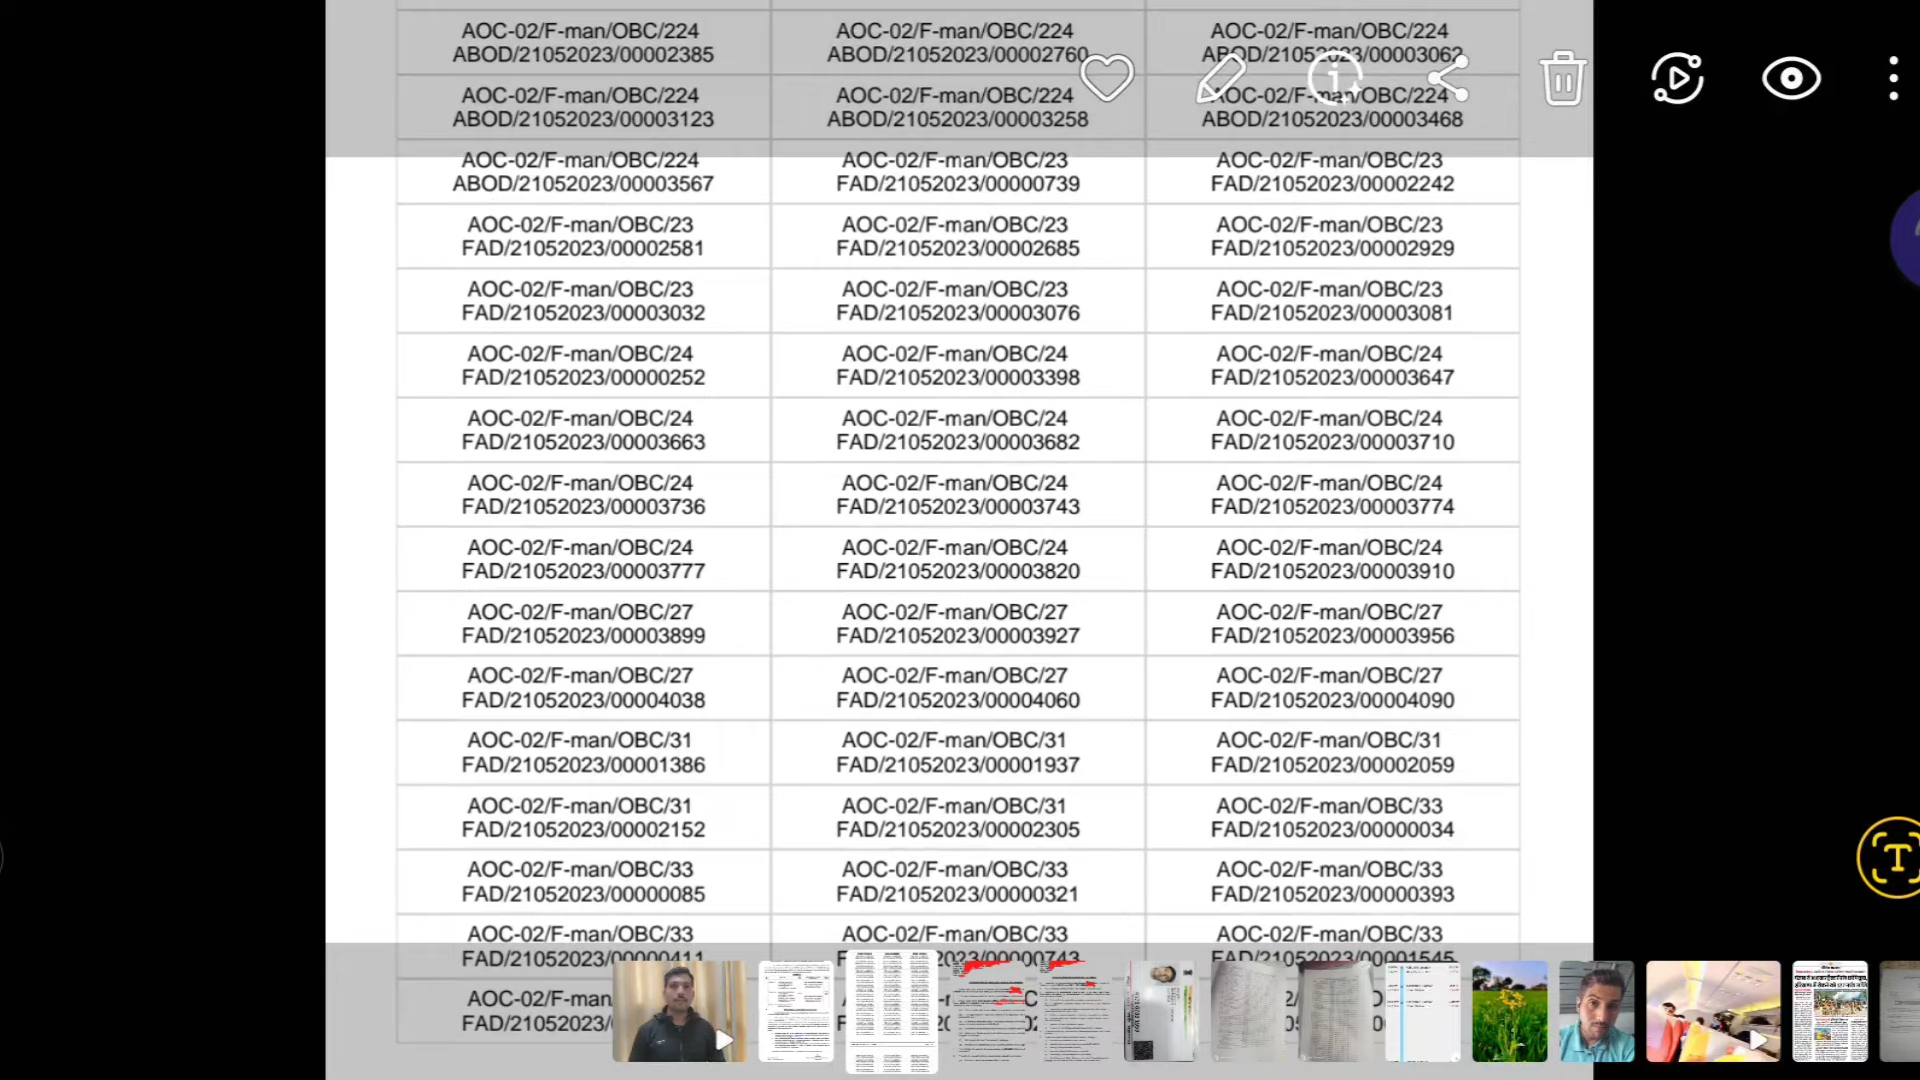 AOC-02/F-man/OBC/224 AOC-02/F-man/OBC/224 AOC-02/F-man/OBC/224
ABOD/21052023/00002385 ABOD/21052023/00002760 ABOD/21052023/00003062
AOC-02/F-man/OBC/224 AOC-02/F-man/OBC/224 AOC-02/F-man/OBC/224
ABOD/21052023/00003123 ABOD/21052023/00003258 ABOD/21052023/00003468
AOC-02/F-man/OBC/224 AOC-02/F-man/OBC/23 AOC-02/F-man/OBC/23
ABOD/21052023/00003567 FAD/21052023/00000739 FAD/21052023/00002242
AOC-02/F-man/OBC/23 AOC-02/F-man/OBC/23 AOC-02/F-man/OBC/23
FAD/21052023/00002581 FAD/21052023/00002685 FAD/21052023/00002929
AOC-02/F-man/OBC/23 AOC-02/F-man/OBC/23 AOC-02/F-man/OBC/23
FAD/21052023/00003032 FAD/21052023/00003076 FAD/21052023/00003081
AOC-02/F-man/OBC/24 AOC-02/F-man/OBC/24 AOC-02/F-man/OBC/24
FAD/21052023/00000252 FAD/21052023/00003398 FAD/21052023/00003647
AOC-02/F-man/OBC/24 AOC-02/F-man/OBC/24 AOC-02/F-man/OBC/24
FAD/21052023/00003663 FAD/21052023/00003682 FAD/21052023/00003710
AOC-02/F-man/OBC/24 AOC-02/F-man/OBC/24 AOC-02/F-man/OBC/24
FAD/21052023/00003736 FAD/21052023/00003743 FAD/21052023/00003774
AOC-02/F-man/OBC/24 AOC-02/F-man/OBC/24 AOC-02/F-man/OBC/24
FAD/21052023/00003777 FAD/21052023/00003820 FAD/21052023/00003910
AOC-02/F-man/OBC/27 AOC-02/F-man/OBC/27 AOC-02/F-man/OBC/27
FAD/21052023/00003899 FAD/21052023/00003927 FAD/21052023/00003956
AOC-02/F-man/OBC/27 AOC-02/F-man/OBC/27 AOC-02/F-man/OBC/27
FAD/21052023/00004038 FAD/21052023/00004060 FAD/21052023/00004090
AOC-02/F-man/OBC/31 AOC-02/F-man/OBC/31 AOC-02/F-man/OBC/31
FAD/21052023/00001386 FAD/21052023/00001937 FAD/21052023/00002059
AOC-02/F-man/OBC/31 AOC-02/F-man/OBC/31 AOC-02/F-man/OBC/33
FAD/21052023/00002152 FAD/21052023/00002305 FAD/21052023/00000034
AOC-02/F-man/OBC/33 AOC-02/F-man/OBC/33 AOC-02/F-man/OBC/33
FAD/21052023/00000085 FAD/21052023/00000321 FAD/21052023/00000393
AOC-02/F-man/OBC/33 AOC-02/F-man/OBC/33 AOC-02/F-man/OBC/33
T